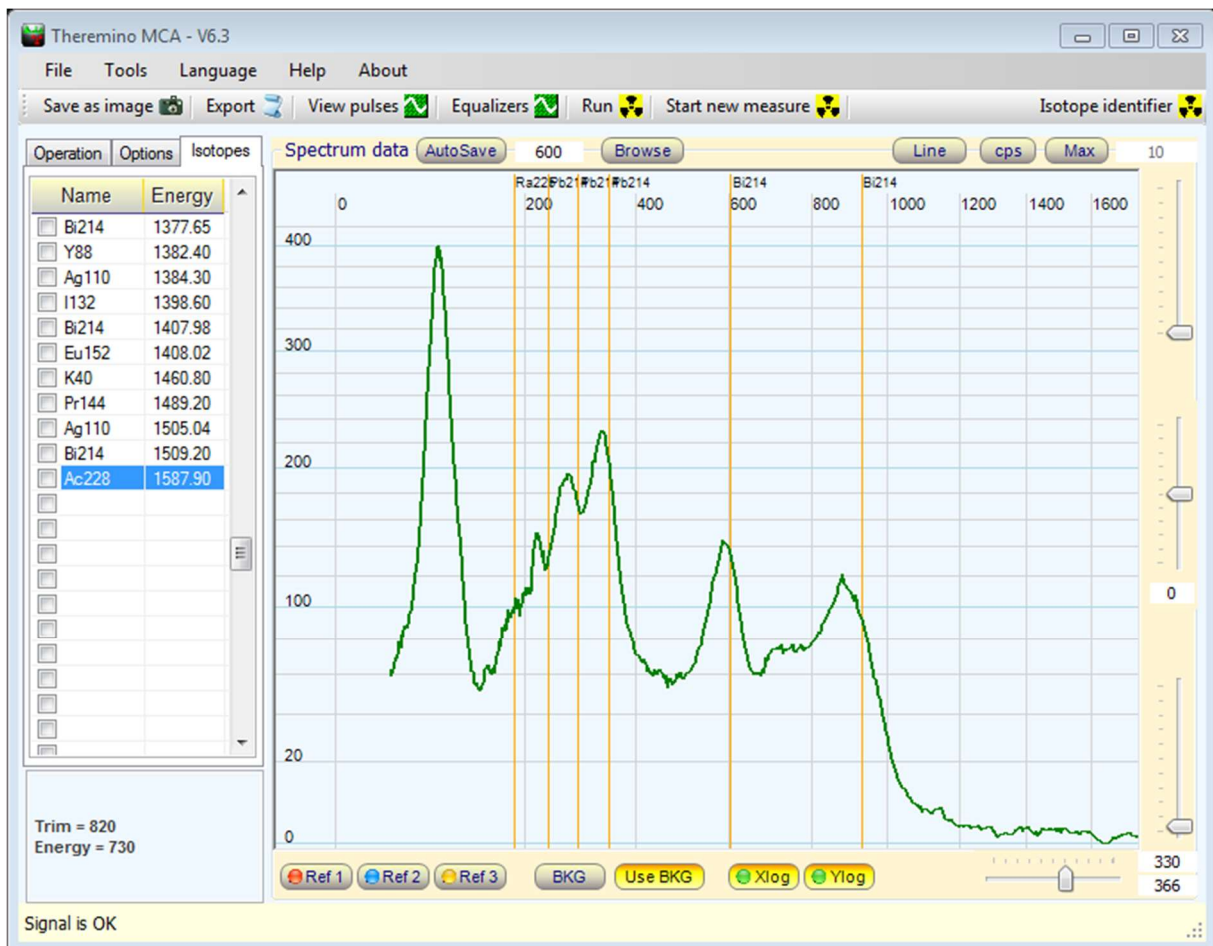 Theremino MCA - V6.3
File Tools Language Help About
Save as image Export View pulses Equalizers Run Start new measure Isotope identifier
Operation Options Isotopes
Spectrum data AutoSave 600 Browse Line cps Max 10
Name Energy
Bi214 1377.65
Y88 1382.40
Ag110 1384.30
I132 1398.60
Bi214 1407.98
Eu152 1408.02
K40 1460.80
Pr144 1489.20
Ag110 1505.04
Bi214 1509.20
Ac228 1587.90
Trim = 820
Energy = 730
Pb214 Bi214 Bi214
0 200 400 600 800 1000 1200 1400 1600
400
300
200
100
20
0
0
Ref 1 Ref 2 Ref 3 BKG Use BKG Xlog Ylog
330
366
Signal is OK